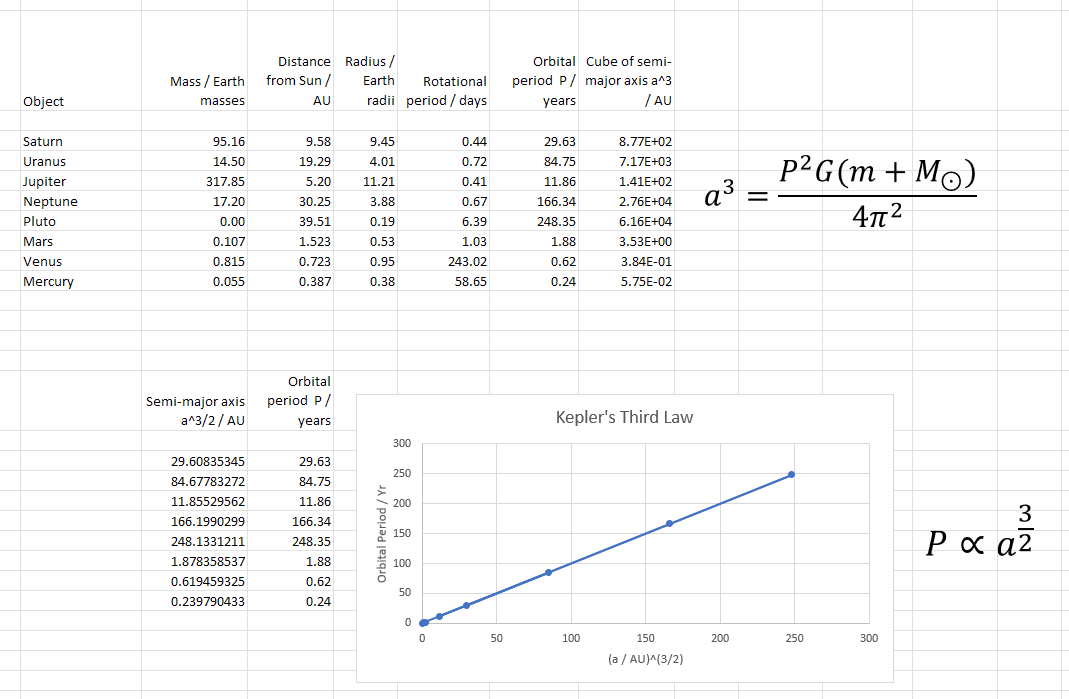 Distance Radius / Orbital Cube of semi-
Mass / Earth from Sun / Earth Rotational period P / major axis a^3
Object masses AU radii period / days years / AU
Saturn 95.16 9.58 9.45 0.44 29.63 8.77E+02
Uranus 14.50 19.29 4.01 0.72 84.75 7.17E+03
Jupiter 317.85 5.20 11.21 0.41 11.86 1.41E+02
Neptune 17.20 30.25 3.88 0.67 166.34 2.76E+04
Pluto 0.00 39.51 0.19 6.39 248.35 6.16E+04
Mars 0.107 1.523 0.53 1.03 1.88 3.53E+00
Venus 0.815 0.723 0.95 243.02 0.62 3.84E-01
Mercury 0.055 0.387 0.38 58.65 0.24 5.75E-02
a³ = P²G(m + M☉) / 4π²
Orbital
Semi-major axis period P /
a^3/2 / AU years
29.60835345 29.63
84.67783272 84.75
11.85529562 11.86
166.1990299 166.34
248.1331211 248.35
1.878358537 1.88
0.619459325 0.62
0.239790433 0.24
Kepler's Third Law
300
250
200
150
100
50
0
Orbital Period / Yr
0 50 100 150 200 250 300
(a / AU)^(3/2)
P ∝ a^(3/2)